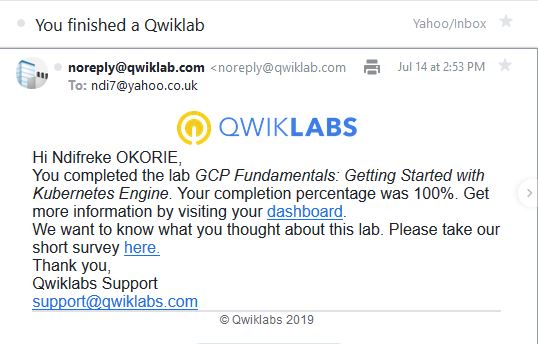 You finished a Qwiklab
Yahoo/Inbox
noreply@qwiklab.com <noreply@qwiklab.com
Jul 14 at 2:53 PM
To: ndi7@yahoo.co.uk
QWIKLABS
Hi Ndifreke OKORIE,
You completed the lab GCP Fundamentals: Getting Started with
Kubernetes Engine. Your completion percentage was 100%. Get
more information by visiting your dashboard.
We want to know what you thought about this lab. Please take our
short survey here.
Thank you,
Qwiklabs Support
support@qwiklabs.com
© Qwiklabs 2019